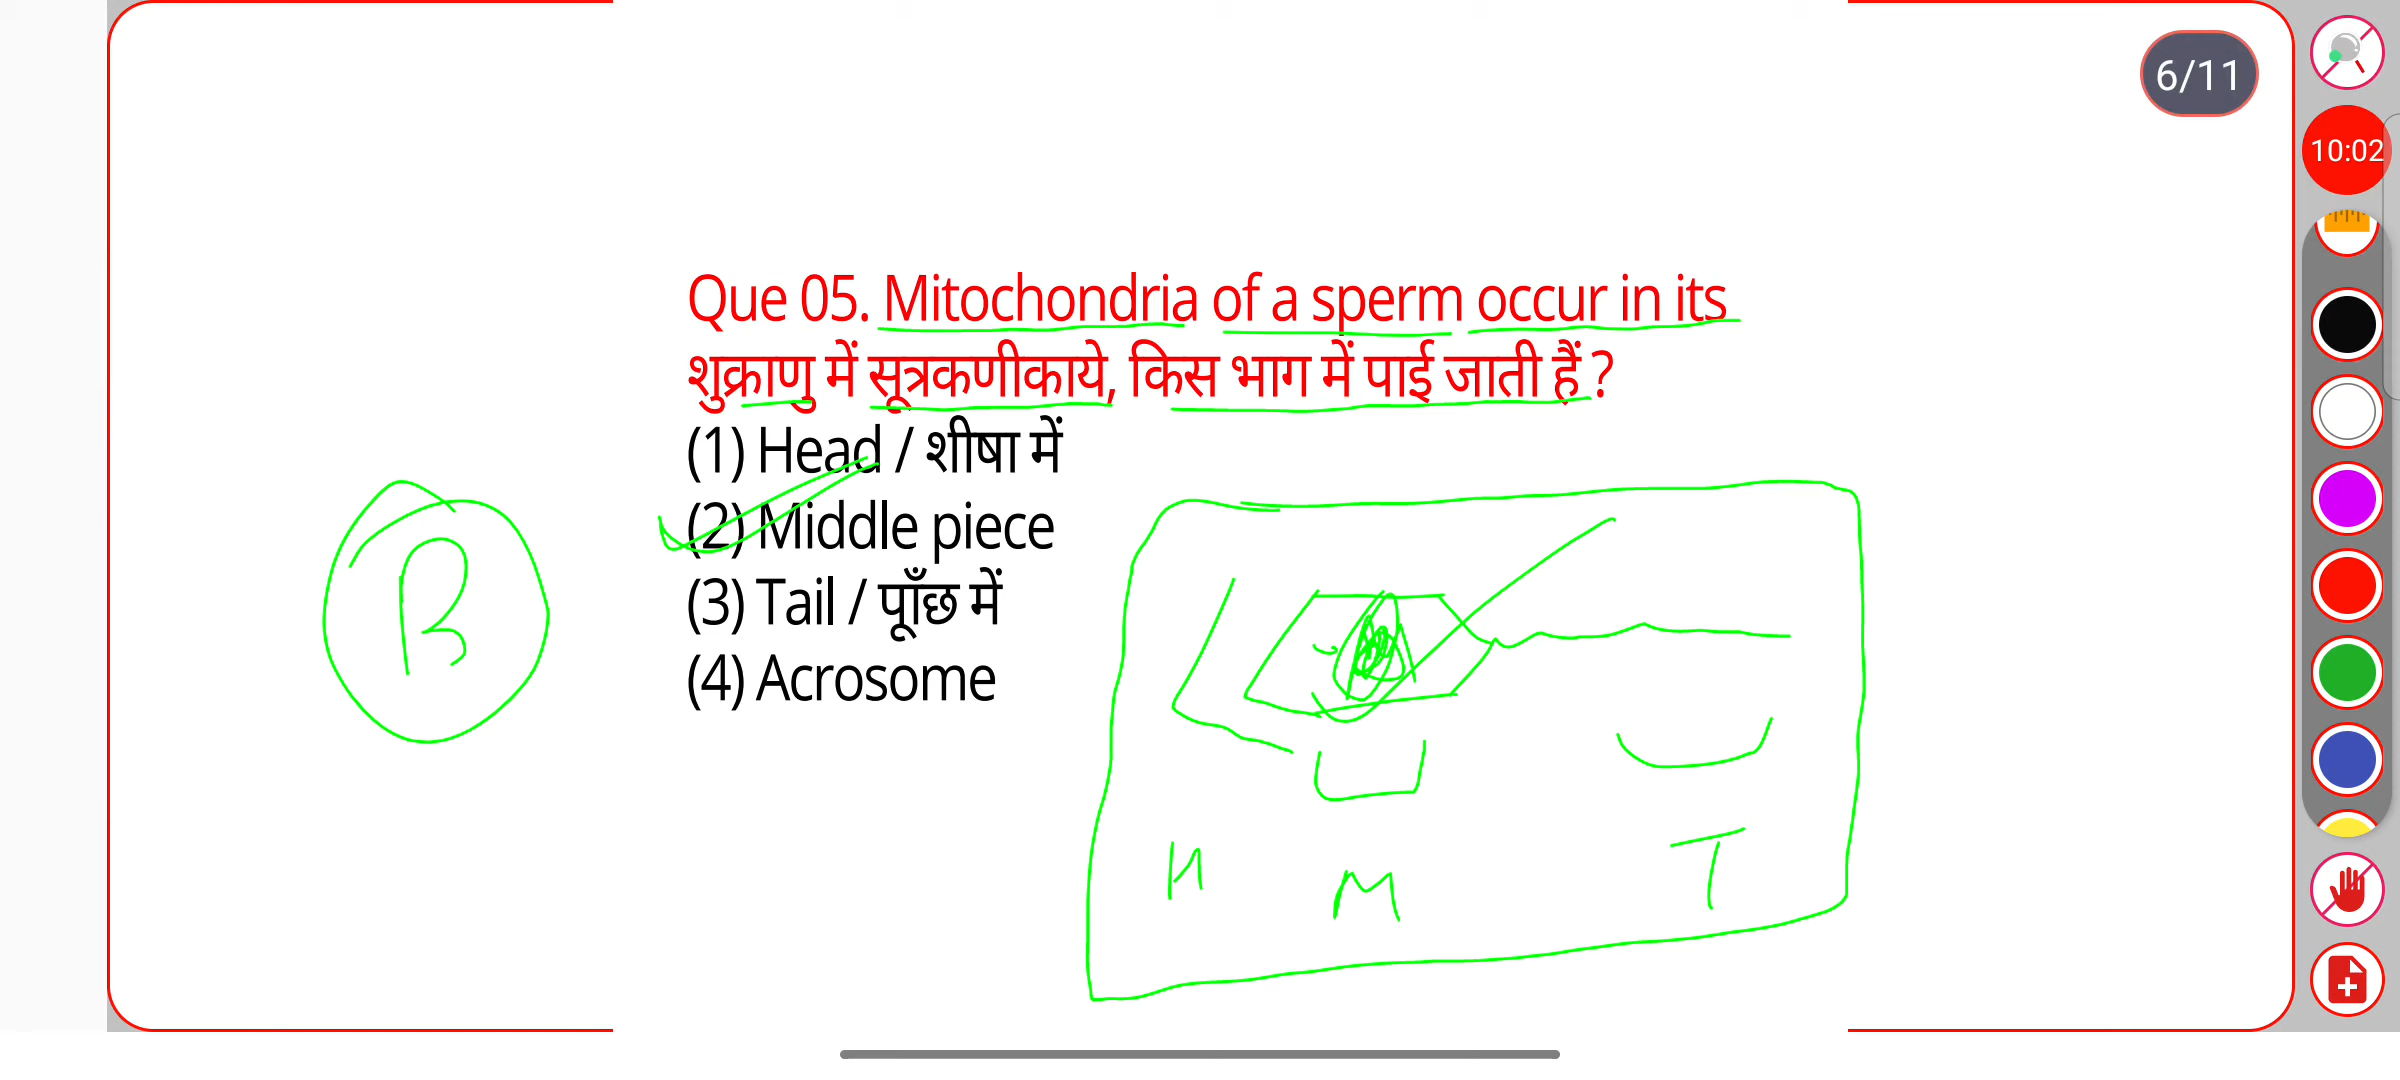 6/11
10:02
Que 05. Mitochondria of a sperm occur in its
शुक्राणु में सूत्रकणीकाये, किस भाग में पाई जाती हैं ?
(1) Head / शीषा में
(2) Middle piece
(3) Tail / पूाँछ में
(4) Acrosome
B
H M T